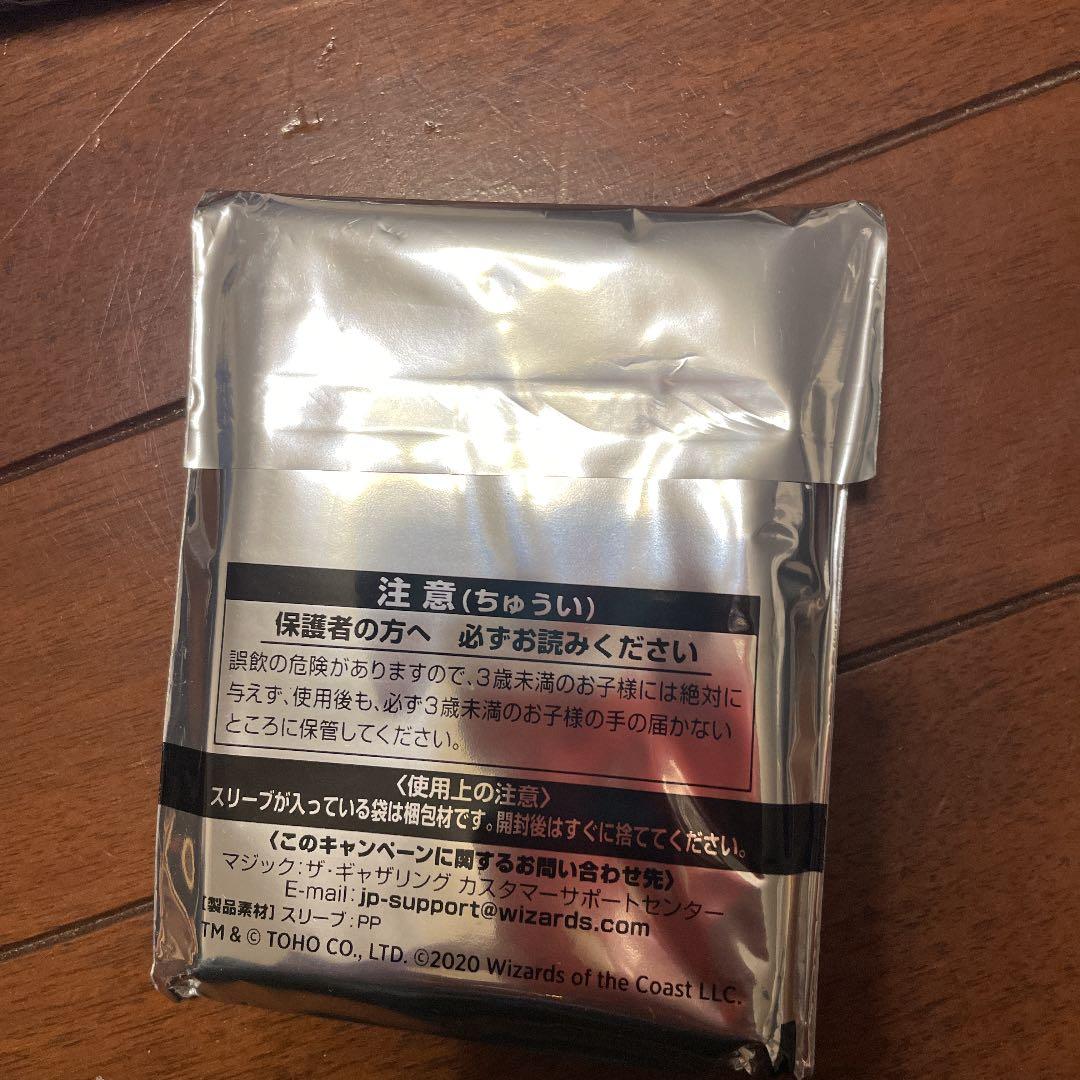 注意(ちゅうい)
保護者の方へ 必ずお読みください
誤飲の危険がありますので、3歳未満のお子様には絶対に
与えず、使用後も、必ず3歳未満のお子様の手の届かない
ところに保管してください。
〈使用上の注意〉
スリーブが入っている袋は梱包材です。開封後はすぐに捨ててください。
〈このキャンペーンに関するお問い合わせ先〉
マジック:ザ・ギャザリング カスタマーサポートセンター
E-mail:jp-support@wizards.com
[製品素材]スリーブ:PP
TM & © TOHO CO., LTD. ©2020 Wizards of the Coast LLC.